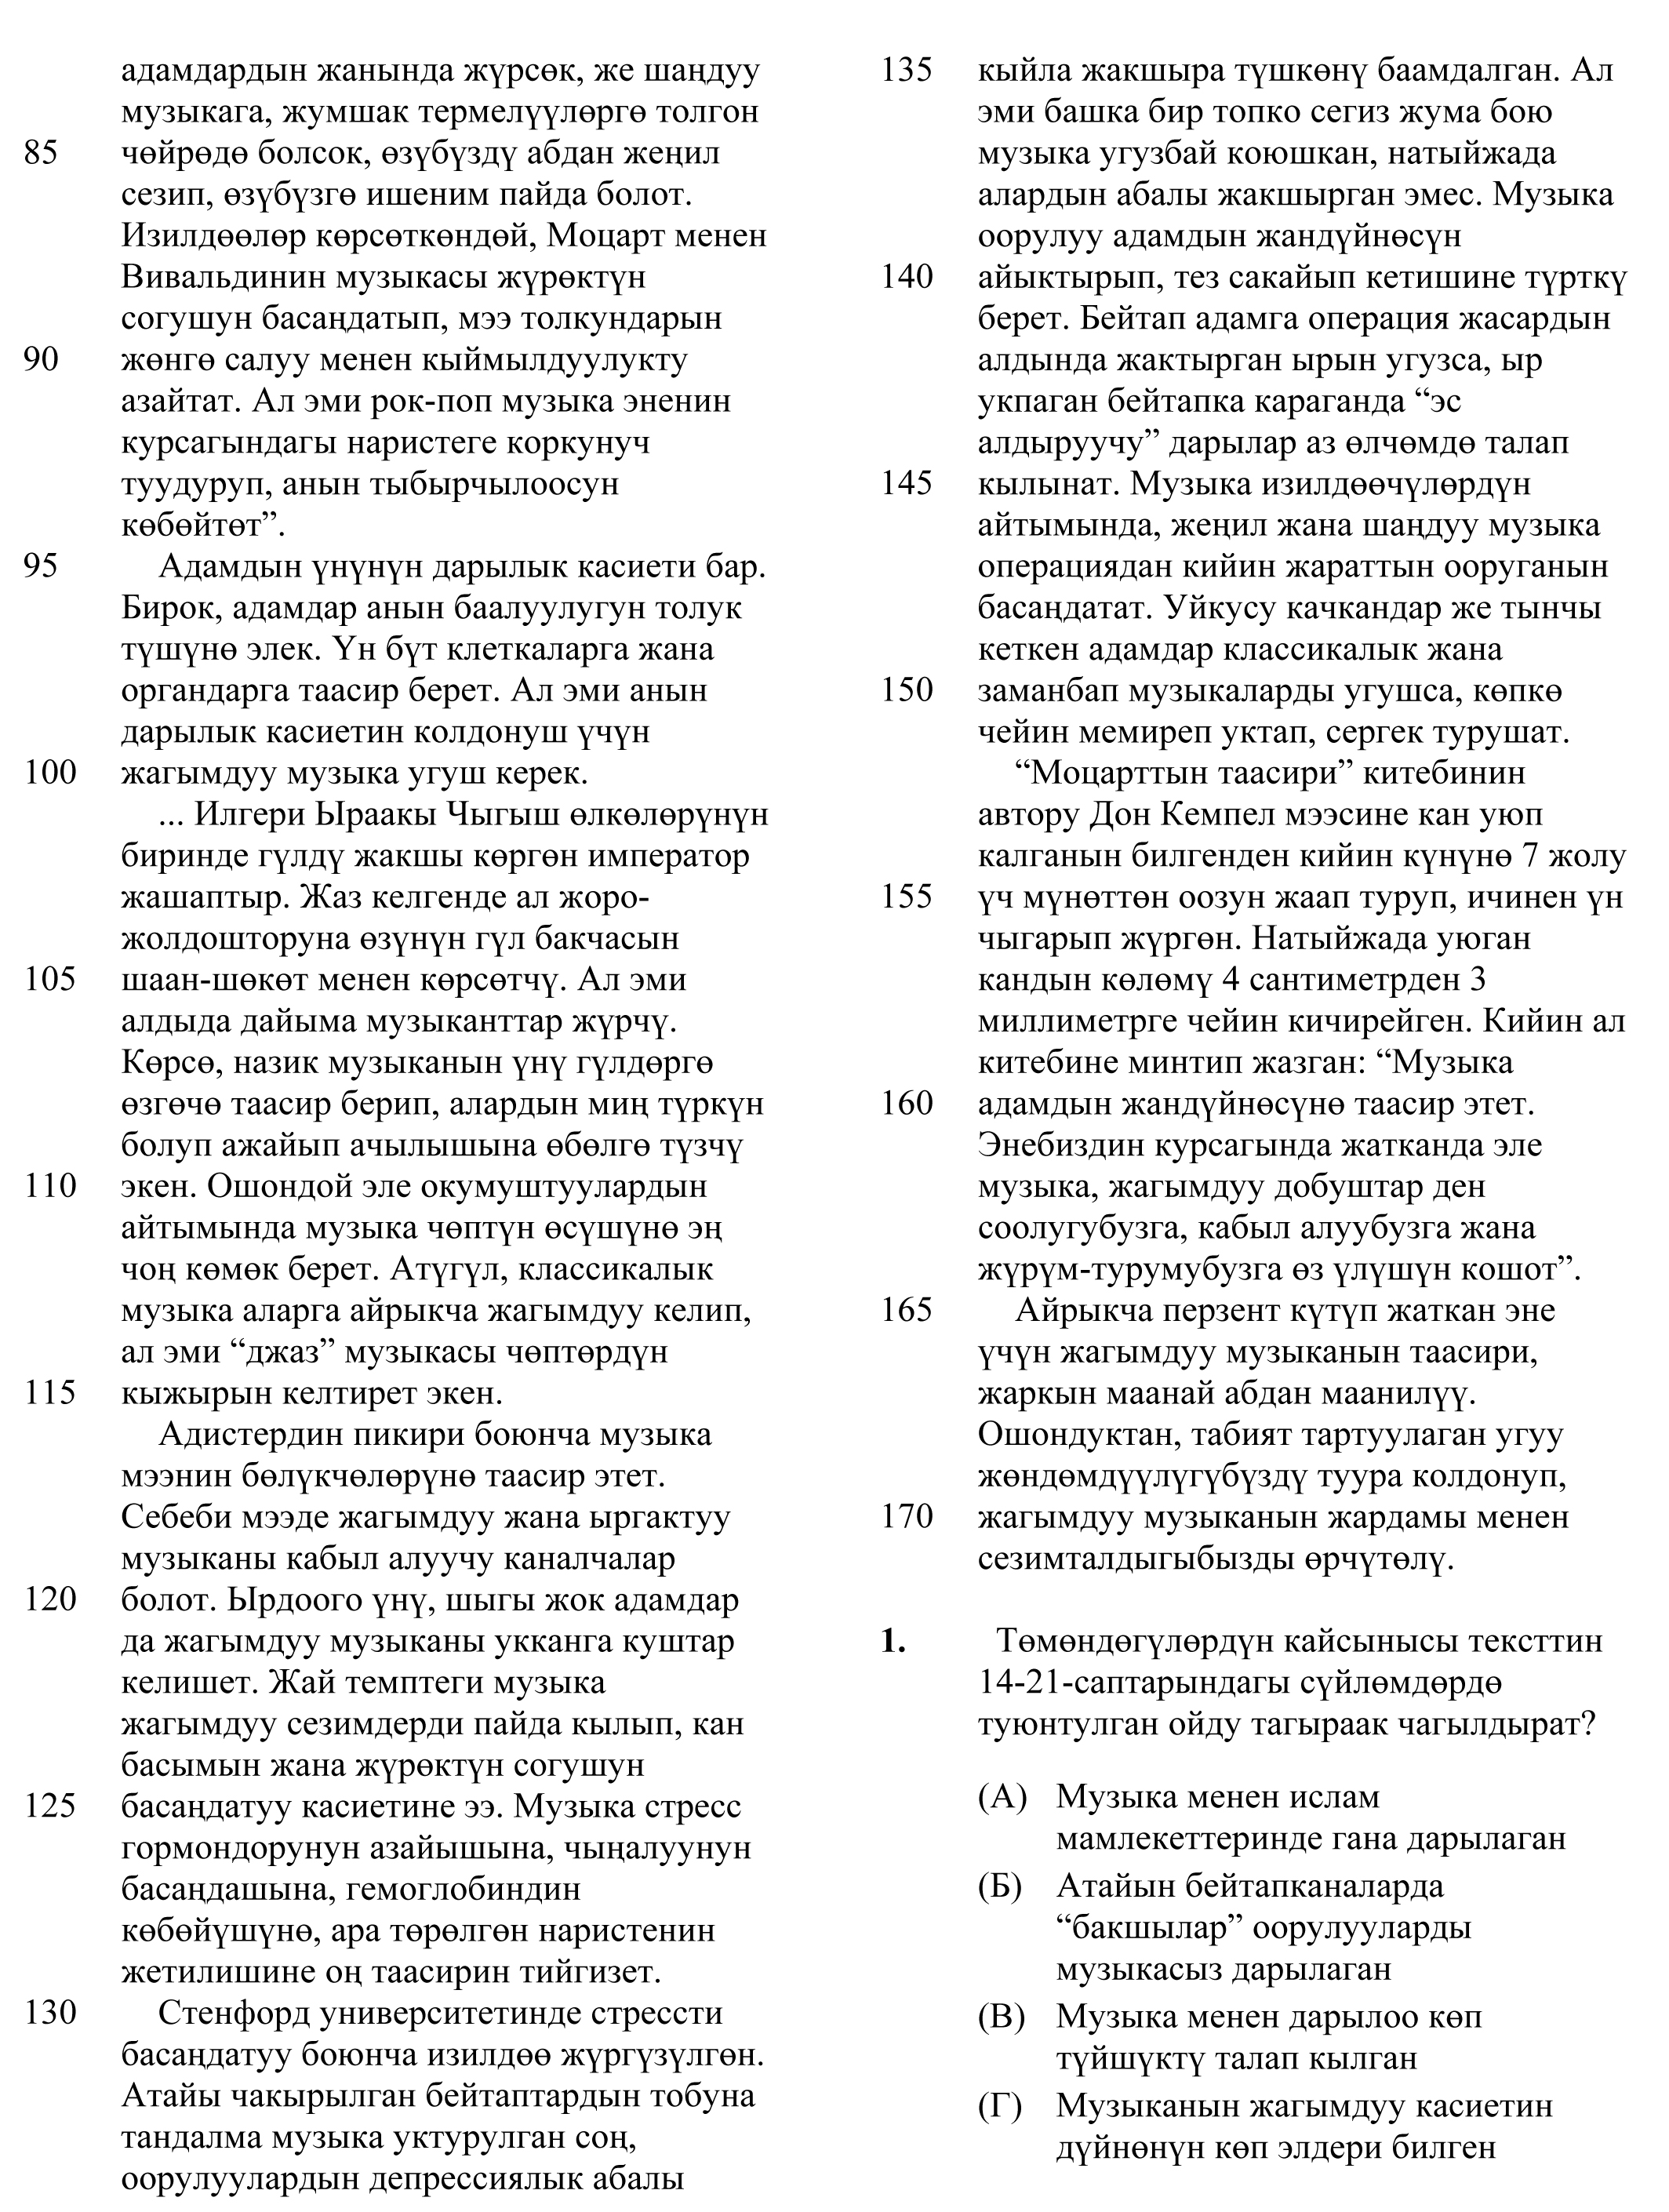 адамдардын жанында жүрсөк, же шаңдуу
музыкага, жумшак термелүүлөргө толгон
85 чөйрөдө болсок, өзүбүздү абдан жеңил
сезип, өзүбүзгө ишеним пайда болот.
Изилдөөлөр көрсөткөндөй, Моцарт менен
Вивальдинин музыкасы жүрөктүн
согушун басаңдатып, мээ толкундарын
90 жөнгө салуу менен кыймылдуулукту
азайтат. Ал эми рок-поп музыка эненин
курсагындагы наристеге коркунуч
туудуруп, анын тыбырчылоосун
көбөйтөт”.
95 Адамдын үнүнүн дарылык касиети бар.
Бирок, адамдар анын баалуулугун толук
түшүнө элек. Үн бүт клеткаларга жана
органдарга таасир берет. Ал эми анын
дарылык касиетин колдонуш үчүн
100 жагымдуу музыка угуш керек.
... Илгери Ыраакы Чыгыш өлкөлөрүнүн
биринде гүлдү жакшы көргөн император
жашаптыр. Жаз келгенде ал жоро-
жолдошторуна өзүнүн гүл бакчасын
105 шаан-шөкөт менен көрсөтчү. Ал эми
алдыда дайыма музыканттар жүрчү.
Көрсө, назик музыканын үнү гүлдөргө
өзгөчө таасир берип, алардын миң түркүн
болуп ажайып ачылышына өбөлгө түзчү
110 экен. Ошондой эле окумуштуулардын
айтымында музыка чөптүн өсүшүнө эң
чоң көмөк берет. Атүгүл, классикалык
музыка аларга айрыкча жагымдуу келип,
ал эми “джаз” музыкасы чөптөрдүн
115 кыжырын келтирет экен.
Адистердин пикири боюнча музыка
мээнин бөлүкчөлөрүнө таасир этет.
Себеби мээде жагымдуу жана ыргактуу
музыканы кабыл алуучу каналчалар
120 болот. Ырдоого үнү, шыгы жок адамдар
да жагымдуу музыканы укканга куштар
келишет. Жай темптеги музыка
жагымдуу сезимдерди пайда кылып, кан
басымын жана жүрөктүн согушун
125 басаңдатуу касиетине ээ. Музыка стресс
гормондорунун азайышына, чыңалуунун
басаңдашына, гемоглобиндин
көбөйүшүнө, ара төрөлгөн наристенин
жетилишине оң таасирин тийгизет.
130 Стенфорд университетинде стрессти
басаңдатуу боюнча изилдөө жүргүзүлгөн.
Атайы чакырылган бейтаптардын тобуна
тандалма музыка уктурулган соң,
оорулуулардын депрессиялык абалы
135 кыйла жакшыра түшкөнү баамдалган. Ал
эми башка бир топко сегиз жума бою
музыка угузбай коюшкан, натыйжада
алардын абалы жакшырган эмес. Музыка
оорулуу адамдын жандүйнөсүн
140 айыктырып, тез сакайып кетишине түрткү
берет. Бейтап адамга операция жасардын
алдында жактырган ырын угузса, ыр
укпаган бейтапка караганда “эс
алдыруучу” дарылар аз өлчөмдө талап
145 кылынат. Музыка изилдөөчүлөрдүн
айтымында, жеңил жана шаңдуу музыка
операциядан кийин жараттын ооруганын
басаңдатат. Уйкусу качкандар же тынчы
кеткен адамдар классикалык жана
150 заманбап музыкаларды угушса, көпкө
чейин мемиреп уктап, сергек турушат.
“Моцарттын таасири” китебинин
автору Дон Кемпел мээсине кан уюп
калганын билгенден кийин күнүнө 7 жолу
155 үч мүнөттөн оозун жаап туруп, ичинен үн
чыгарып жүргөн. Натыйжада уюган
кандын көлөмү 4 сантиметрден 3
миллиметрге чейин кичирейген. Кийин ал
китебине минтип жазган: “Музыка
160 адамдын жандүйнөсүнө таасир этет.
Энебиздин курсагында жатканда эле
музыка, жагымдуу добуштар ден
соолугубузга, кабыл алуубузга жана
жүрүм-турумубузга өз үлүшүн кошот”.
165 Айрыкча перзент күтүп жаткан эне
үчүн жагымдуу музыканын таасири,
жаркын маанай абдан маанилүү.
Ошондуктан, табият тартуулаган угуу
жөндөмдүүлүгүбүздү туура колдонуп,
170 жагымдуу музыканын жардамы менен
сезимталдыгыбызды өрчүтөлү.
1. Төмөндөгүлөрдүн кайсынысы тексттин
14-21-саптарындагы сүйлөмдөрдө
туюнтулган ойду тагыраак чагылдырат?
(А) Музыка менен ислам
мамлекеттеринде гана дарылаган
(Б) Атайын бейтапканаларда
“бакшылар” оорулууларды
музыкасыз дарылаган
(В) Музыка менен дарылоо көп
түйшүктү талап кылган
(Г) Музыканын жагымдуу касиетин
дүйнөнүн көп элдери билген